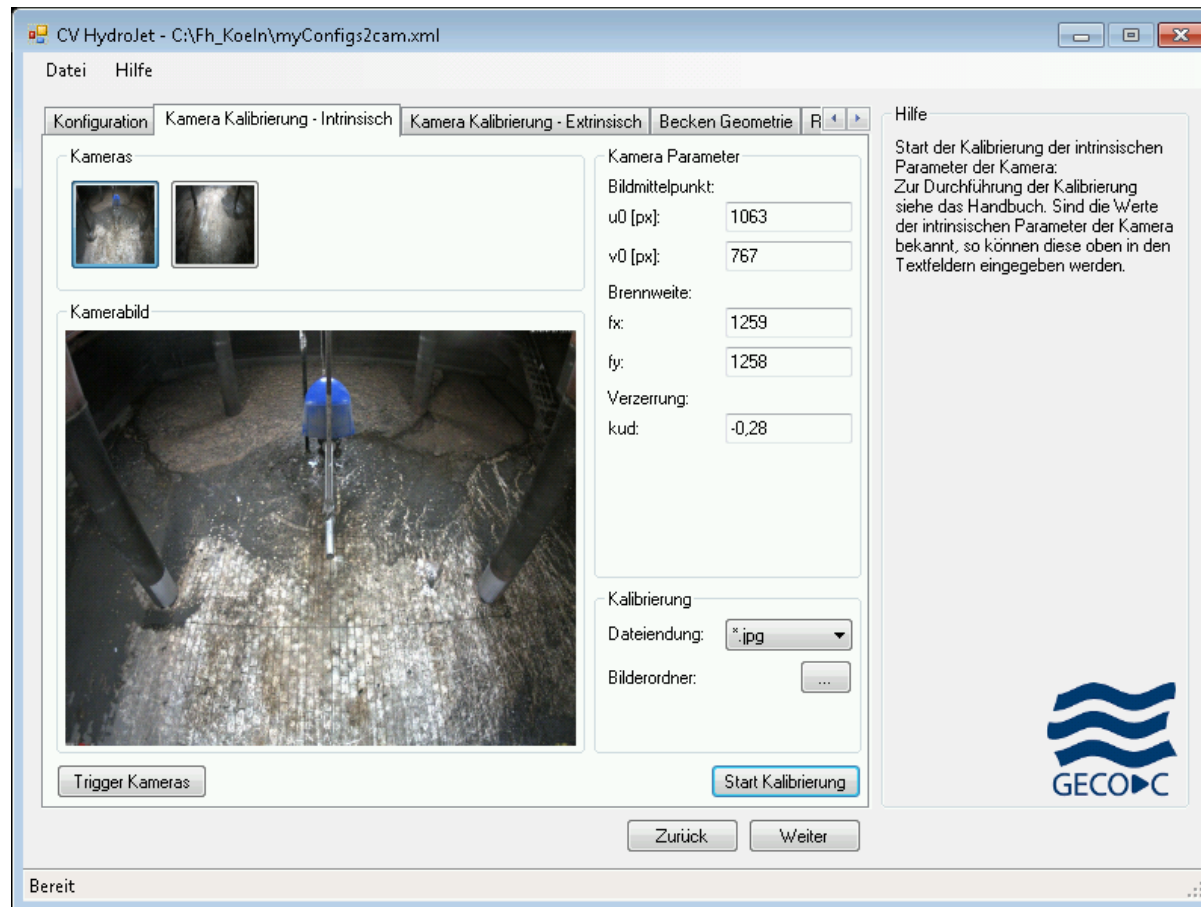 CV HydroJet - C:\Fh_Koeln\myConfigs2cam.xml
Datei Hilfe
Konfiguration Kamera Kalibrierung - Intrinsisch Kamera Kalibrierung - Extrinsisch Becken Geometrie
Kameras
Kamerabild
Trigger Kameras
Kamera Parameter
Bildmittelpunkt:
u0 [px]: 1063
v0 [px]: 767
Brennweite:
fx: 1259
fy: 1258
Verzerrung:
kud: -0,28
Kalibrierung
Dateiendung: *.jpg
Bilderordner: ...
Start Kalibrierung
Zurück Weiter
Hilfe
Start der Kalibrierung der intrinsischen
Parameter der Kamera:
Zur Durchführung der Kalibrierung
siehe das Handbuch. Sind die Werte
der intrinsischen Parameter der Kamera
bekannt, so können diese oben in den
Textfeldern eingegeben werden.
GECO▶C
Bereit